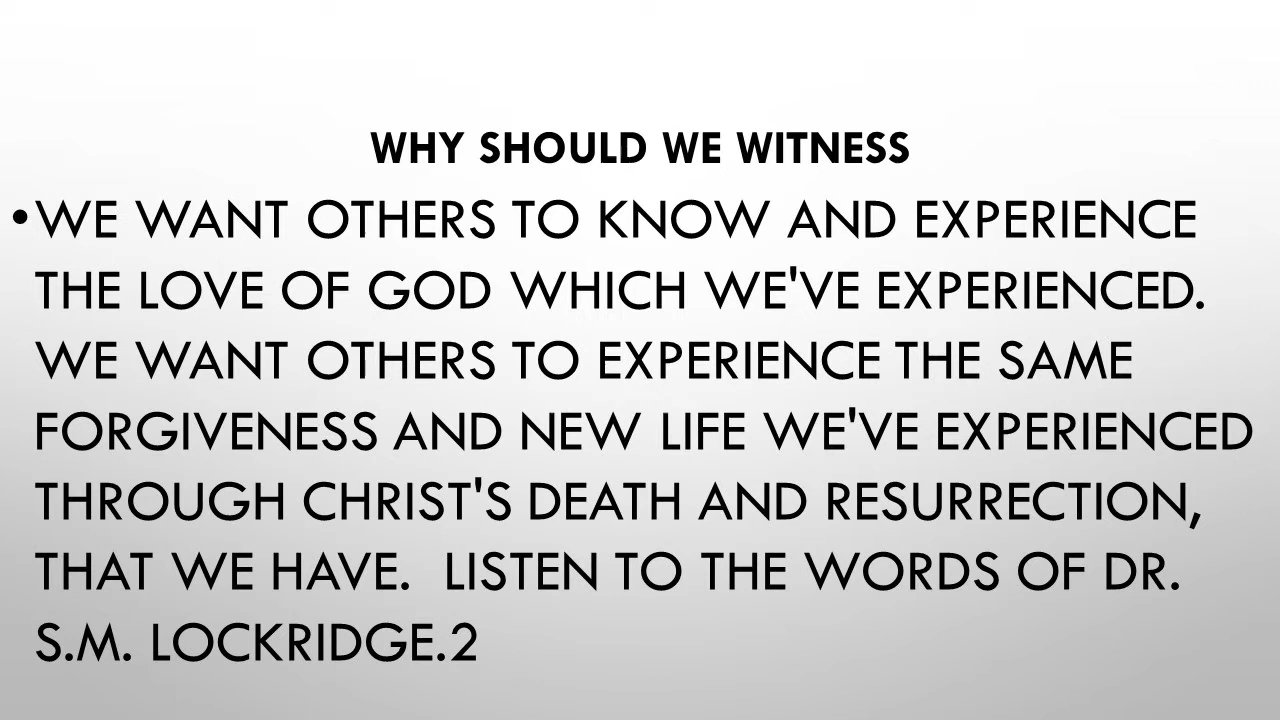 WHY SHOULD WE WITNESS
•WE WANT OTHERS TO KNOW AND EXPERIENCE
THE LOVE OF GOD WHICH WE'VE EXPERIENCED.
WE WANT OTHERS TO EXPERIENCE THE SAME
FORGIVENESS AND NEW LIFE WE'VE EXPERIENCED
THROUGH CHRIST'S DEATH AND RESURRECTION,
THAT WE HAVE.  LISTEN TO THE WORDS OF DR.
S.M. LOCKRIDGE.2